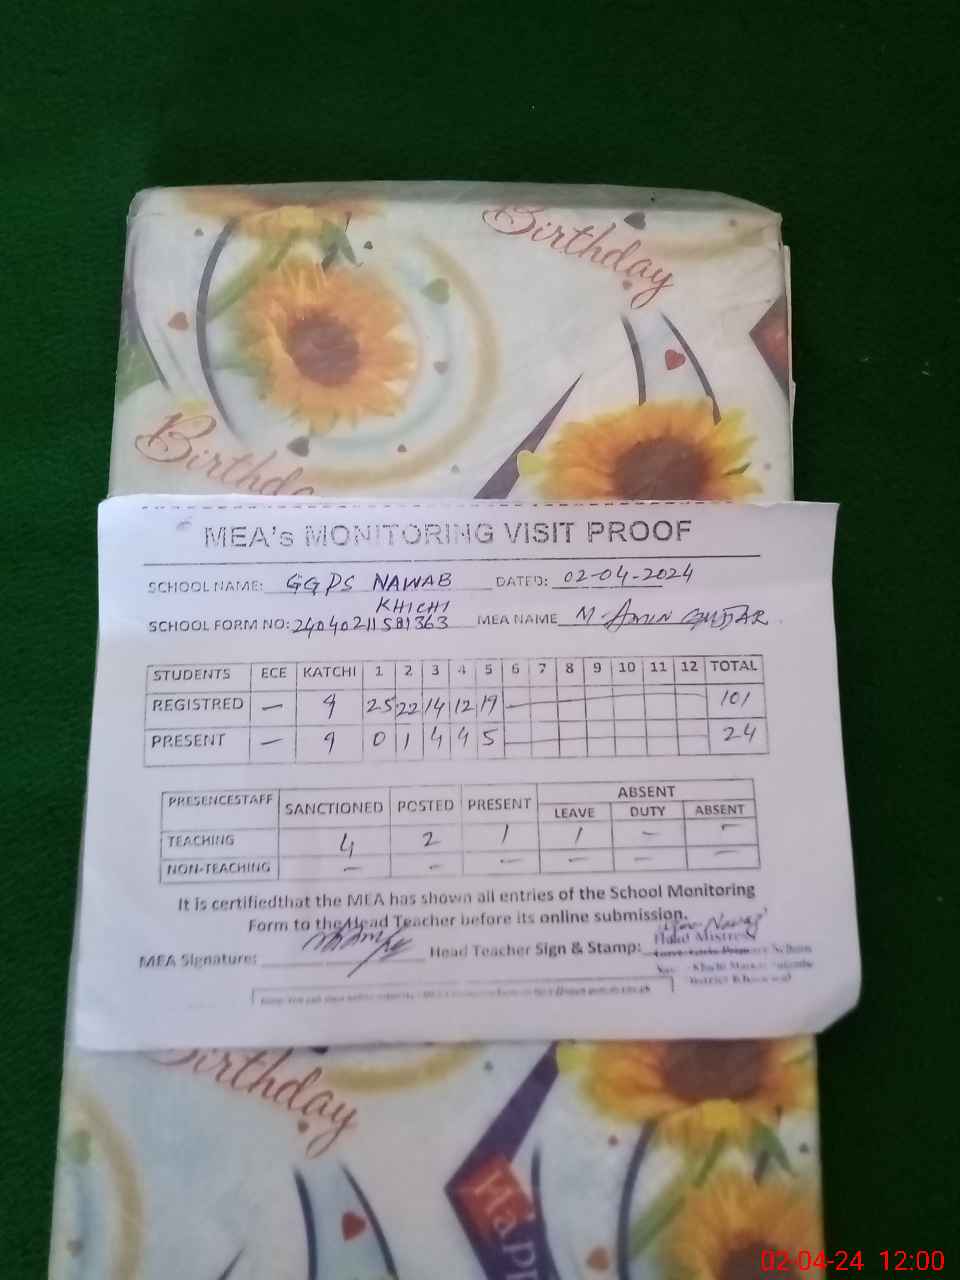 Birthday
Birthday
MEA's MONITORING VISIT PROOF
SCHOOL NAME: GGPS NAWAB KHICHI DATED: 02-04-2024
SCHOOL FORM NO: 24040211581363 MEA NAME M. Amin GUJJAR
STUDENTS ECE KATCHI 1 2 3 4 5 6 7 8 9 10 11 12 TOTAL
REGISTRED — 9 25 22 14 12 19 101
PRESENT — 9 0 1 4 4 5 24
PRESENCESTAFF SANCTIONED POSTED PRESENT ABSENT
LEAVE DUTY ABSENT
TEACHING 4 2 1 1 – –
NON-TEACHING – – – – – –
It is certifiedthat the MEA has shown all entries of the School Monitoring
Form to the Head Teacher before its online submission.
MEA Signature: Head Teacher Sign & Stamp:
Head Mistress
Birthday
Happ
02-04-24 12:00